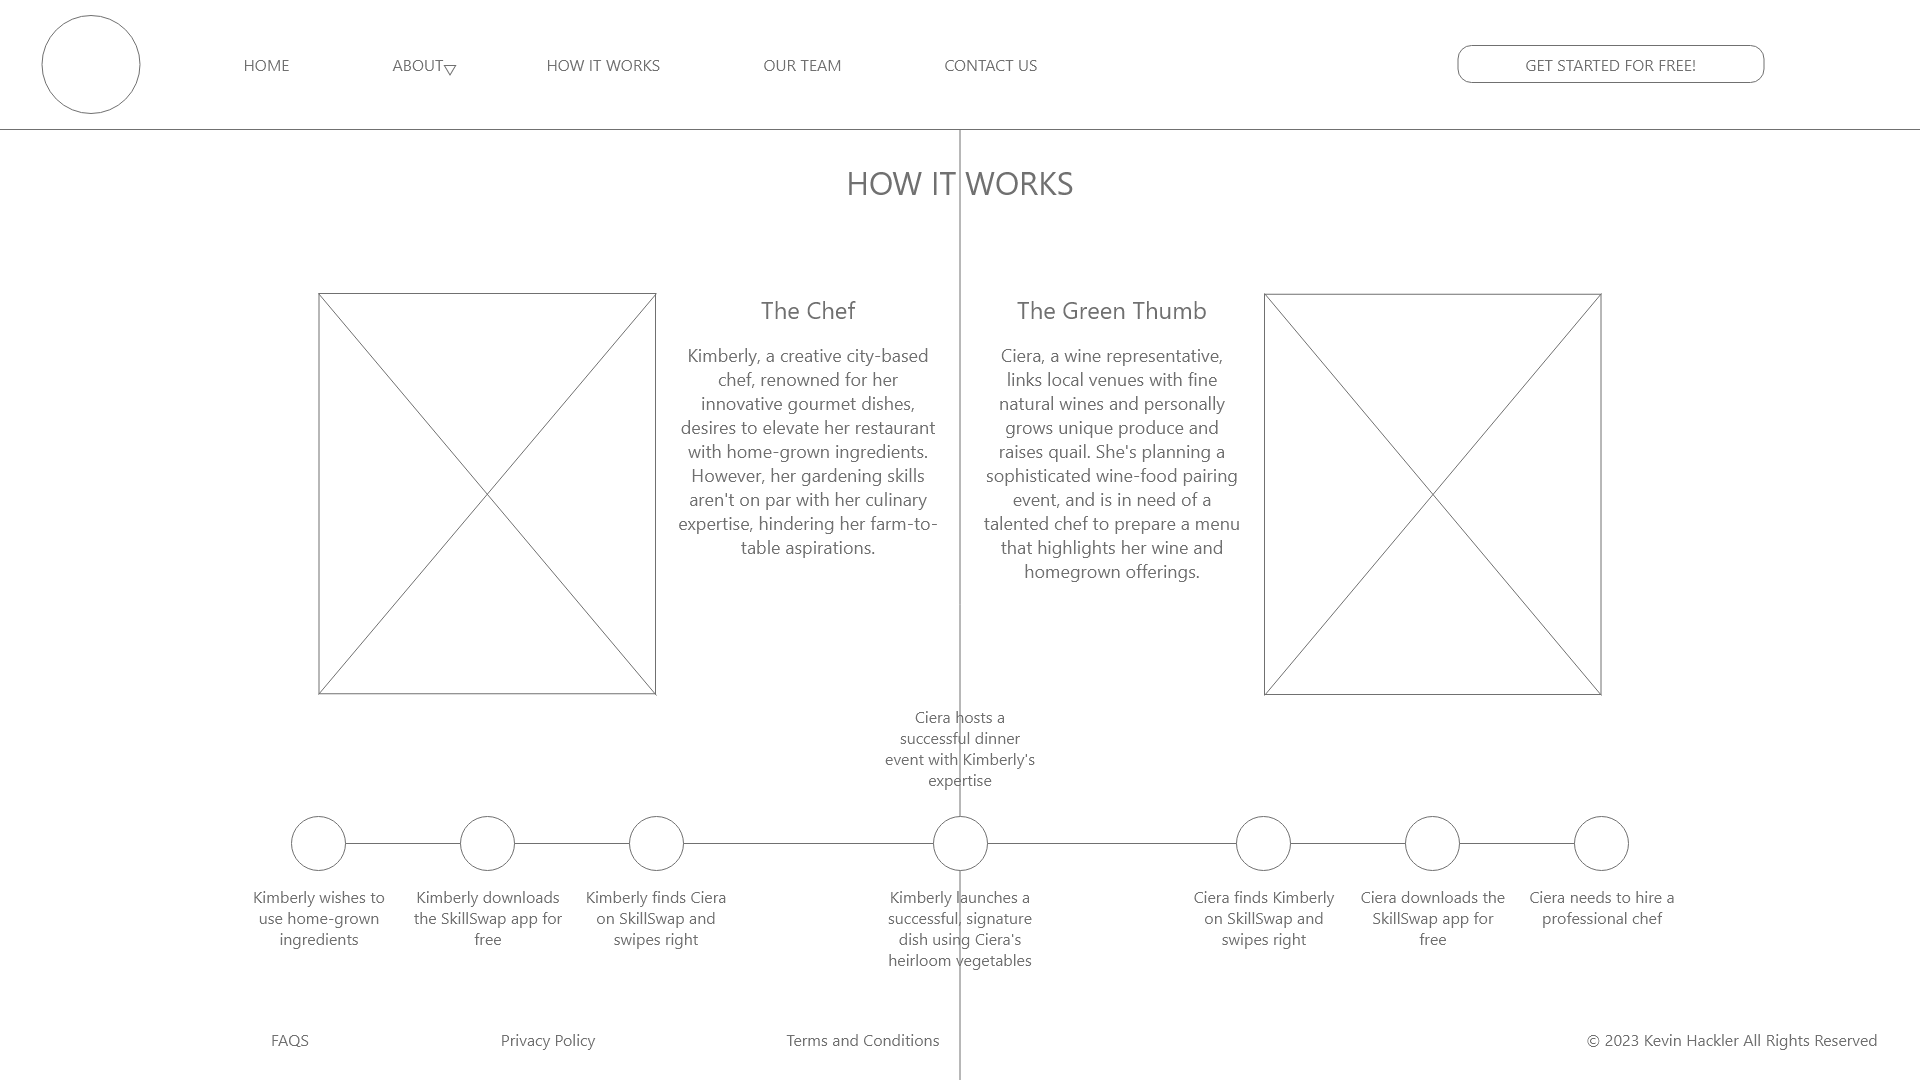 HOME
ABOUT
HOW IT WORKS
OUR TEAM
CONTACT US
GET STARTED FOR FREE!
HOW IT WORKS
The Chef
Kimberly, a creative city-based
chef, renowned for her
innovative gourmet dishes,
desires to elevate her restaurant
with home-grown ingredients.
However, her gardening skills
aren't on par with her culinary
expertise, hindering her farm-to-
table aspirations.
The Green Thumb
Ciera, a wine representative,
links local venues with fine
natural wines and personally
grows unique produce and
raises quail. She's planning a
sophisticated wine-food pairing
event, and is in need of a
talented chef to prepare a menu
that highlights her wine and
homegrown offerings.
Ciera hosts a
successful dinner
event with Kimberly's
expertise
Kimberly wishes to
use home-grown
ingredients
Kimberly downloads
the SkillSwap app for
free
Kimberly finds Ciera
on SkillSwap and
swipes right
Kimberly launches a
successful, signature
dish using Ciera's
heirloom vegetables
Ciera finds Kimberly
on SkillSwap and
swipes right
Ciera downloads the
SkillSwap app for
free
Ciera needs to hire a
professional chef
FAQS
Privacy Policy
Terms and Conditions
© 2023 Kevin Hackler All Rights Reserved